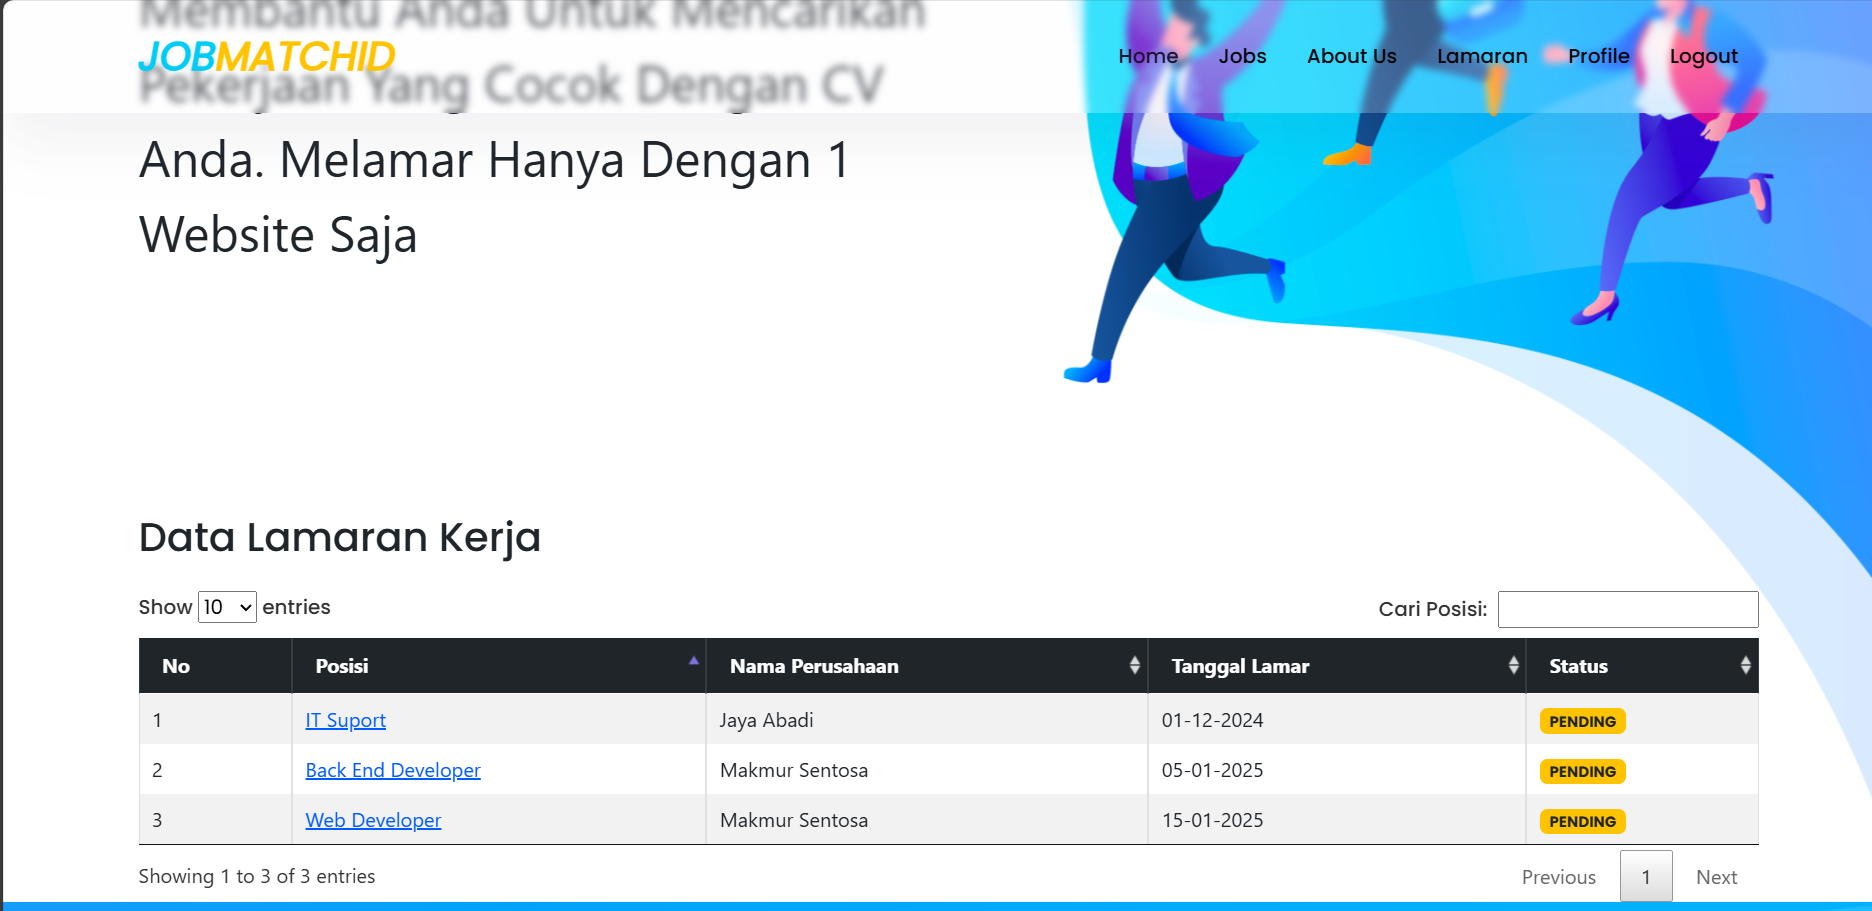 Membantu Anda Untuk Mencarikan
JOBMATCHID
Home Jobs About Us Lamaran Profile Logout
Pekerjaan Yang Cocok Dengan CV
Anda. Melamar Hanya Dengan 1
Website Saja
Data Lamaran Kerja
Show 10 entries
Cari Posisi:
No Posisi Nama Perusahaan Tanggal Lamar Status
1 IT Suport Jaya Abadi 01-12-2024 PENDING
2 Back End Developer Makmur Sentosa 05-01-2025 PENDING
3 Web Developer Makmur Sentosa 15-01-2025 PENDING
Showing 1 to 3 of 3 entries
Previous 1 Next